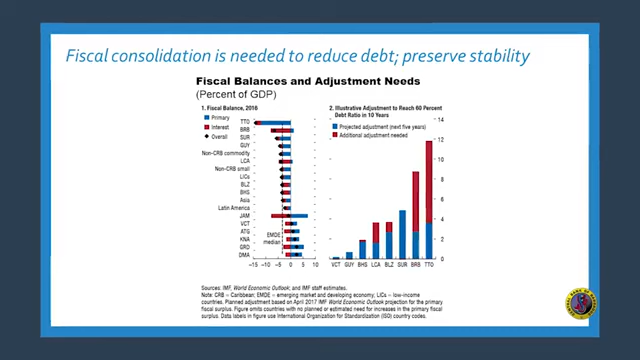 Fiscal consolidation is needed to reduce debt; preserve stability
Fiscal Balances and Adjustment Needs
(Percent of GDP)
1. Fiscal Balance, 2016
Primary
Interest
Overall
TTO
BRB
SUR
GUY
Non-CRB commodity
LCA
Non-CRB small
LICs
BLZ
BHS
Asia
Latin America
JAM
VCT
ATG
KNA
GRD
DMA
EMDE
median
–15 –10 –5 0 5 10
2. Illustrative Adjustment to Reach 60 Percent
Debt Ratio in 10 Years
Projected adjustment (next five years)
Additional adjustment needed
14
12
10
8
6
4
2
0
VCT GUY BHS LCA BLZ SUR BRB TTO
Sources: IMF, World Economic Outlook; and IMF staff estimates.
Note: CRB = Caribbean; EMDE = emerging market and developing economy; LICs = low-income
countries. Planned adjustment based on April 2017 IMF World Economic Outlook projection for the primary
fiscal surplus. Figure omits countries with no planned or estimated need for increases in the primary fiscal
surplus. Data labels in figure use International Organization for Standardization (ISO) country codes.